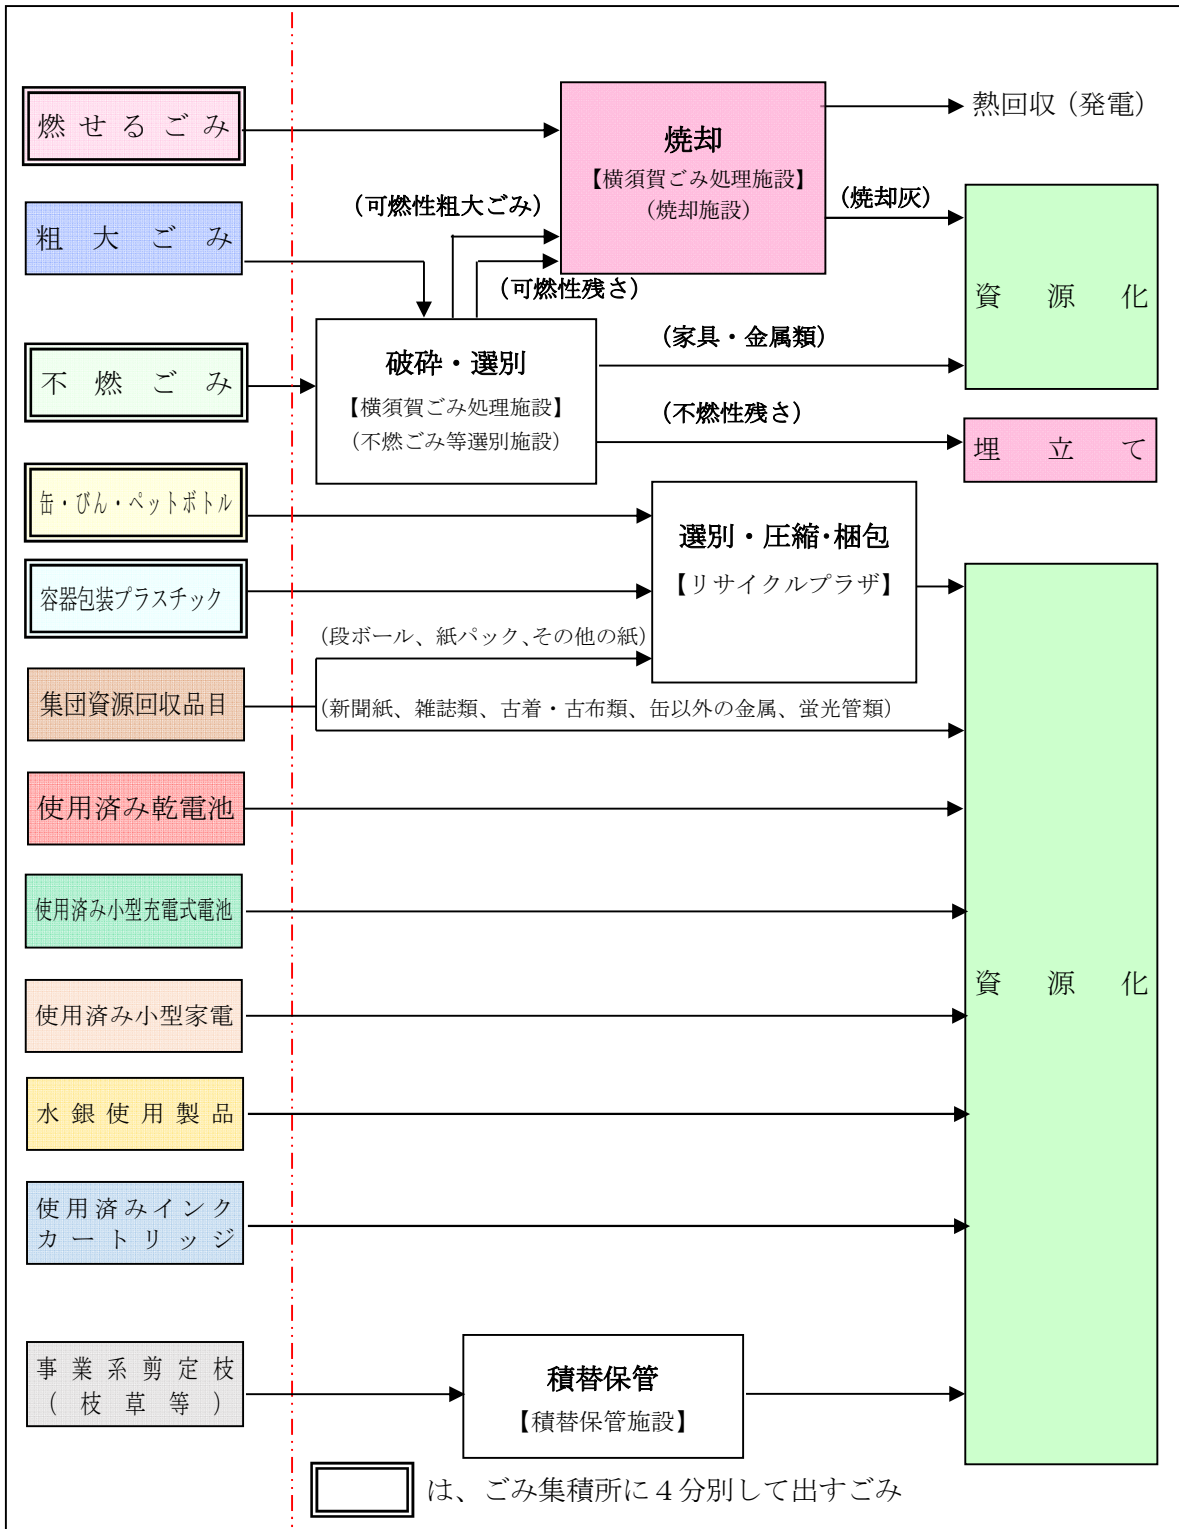 燃せるごみ
焼却
【横須賀ごみ処理施設】
（焼却施設）
熱回収（発電）
（焼却灰）
粗大ごみ
（可燃性粗大ごみ）
（可燃性残さ）
資源化
不燃ごみ
破砕・選別
【横須賀ごみ処理施設】
（不燃ごみ等選別施設）
（家具・金属類）
（不燃性残さ）
埋立て
缶・びん・ペットボトル
選別・圧縮・梱包
【リサイクルプラザ】
容器包装プラスチック
（段ボール、紙パック、その他の紙）
集団資源回収品目
（新聞紙、雑誌類、古着・古布類、缶以外の金属、蛍光管類）
使用済み乾電池
使用済み小型充電式電池
資源化
使用済み小型家電
水銀使用製品
使用済みインク
カートリッジ
事業系剪定枝
（枝草等）
積替保管
【積替保管施設】
は、ごみ集積所に４分別して出すごみ